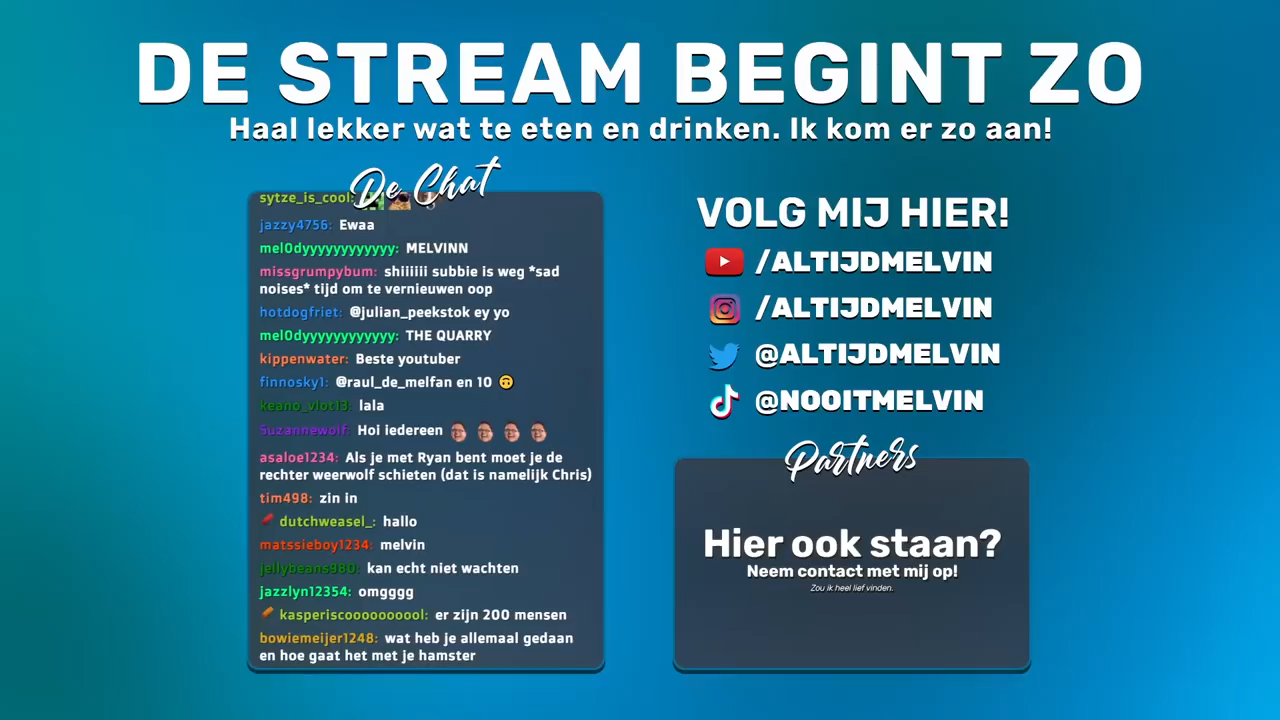 DE STREAM BEGINT ZO
Haal lekker wat te eten en drinken. Ik kom er zo aan!
De Chat
sytze_is_cool:
jazzy4756: Ewaa
mel0dyyyyyyyyyyyy: MELVINN
missgrumpybum: shiiiiii subbie is weg *sad
noises* tijd om te vernieuwen oop
hotdogfriet: @julian_peekstok ey yo
mel0dyyyyyyyyyyyy: THE QUARRY
kippenwater: Beste youtuber
finnosky1: @raul_de_melfan en 10 🙃
keano_vlot13: lala
Suzannewolf: Hoi iedereen
asaloe1234: Als je met Ryan bent moet je de
rechter weerwolf schieten (dat is namelijk Chris)
tim498: zin in
dutchweasel_: hallo
matssieboy1234: melvin
jellybeans980: kan echt niet wachten
jazzlyn12354: omgggg
kasperiscoooooooool: er zijn 200 mensen
bowiemeijer1248: wat heb je allemaal gedaan
en hoe gaat het met je hamster
VOLG MIJ HIER!
/ALTIJDMELVIN
/ALTIJDMELVIN
@ALTIJDMELVIN
@NOOITMELVIN
Partners
Hier ook staan?
Neem contact met mij op!
Zou ik heel lief vinden.